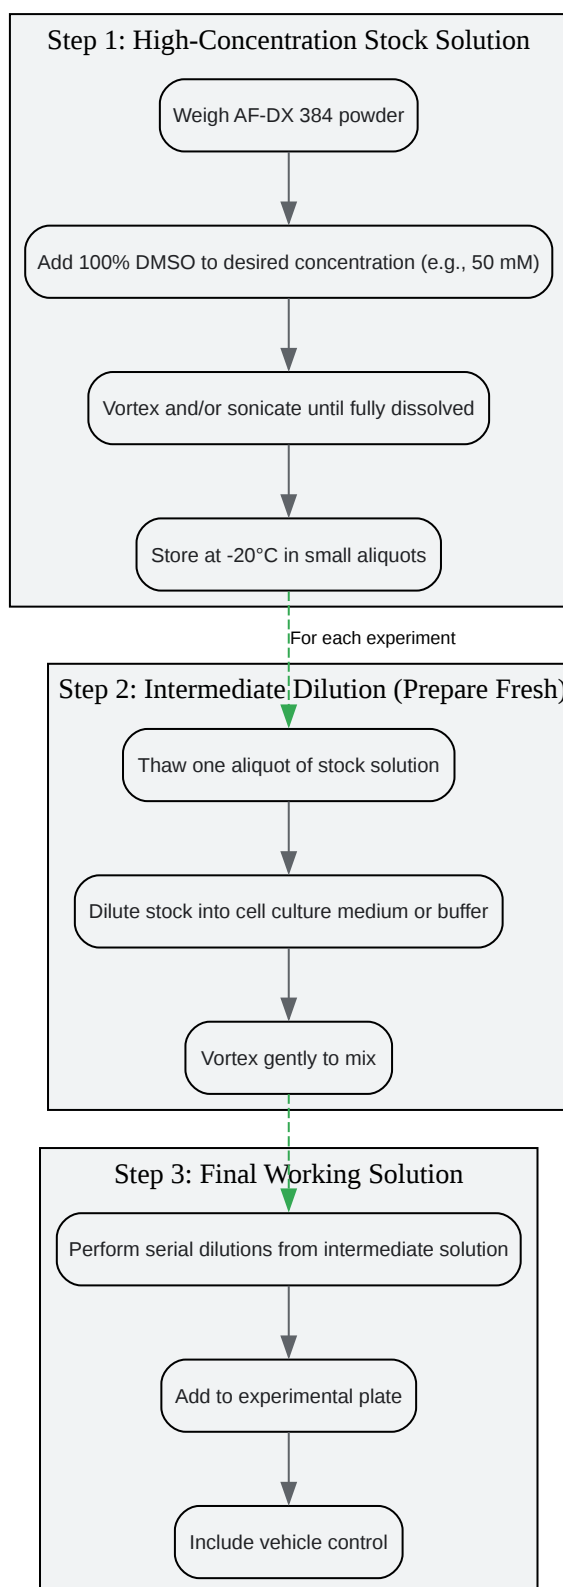 Step 1: High-Concentration Stock Solution
Weigh AF-DX 384 powder
Add 100% DMSO to desired concentration (e.g., 50 mM)
Vortex and/or sonicate until fully dissolved
Store at -20°C in small aliquots
For each experiment
Step 2: Intermediate Dilution (Prepare Fresh)
Thaw one aliquot of stock solution
Dilute stock into cell culture medium or buffer
Vortex gently to mix
Step 3: Final Working Solution
Perform serial dilutions from intermediate solution
Add to experimental plate
Include vehicle control